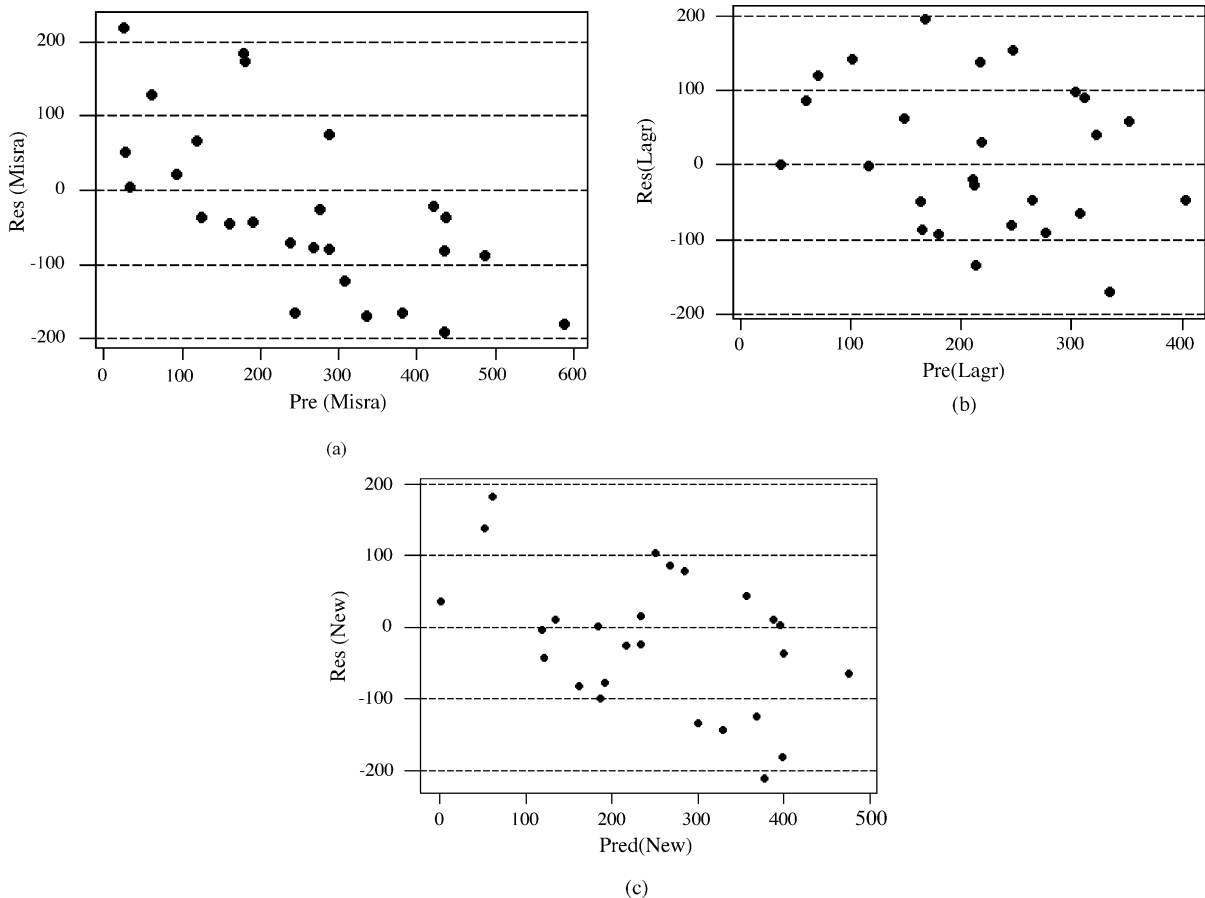 200
100
0
-100
-200
Res (Misra)
0 100 200 300 400 500 600
Pre (Misra)
(a)
200
100
0
-100
-200
Res(Lagr)
0 100 200 300 400
Pre(Lagr)
(b)
200
100
0
-100
-200
Res (New)
0 100 200 300 400 500
Pred(New)
(c)